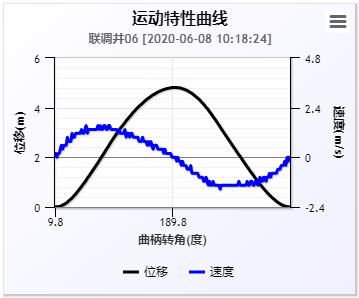 运动特性曲线
联调井06 [2020-06-08 10:18:24]
6 4.8
位移(m)
4 2.4
速度(m/s)
2 0
0 -2.4
9.8 189.8
曲柄转角(度)
位移 速度